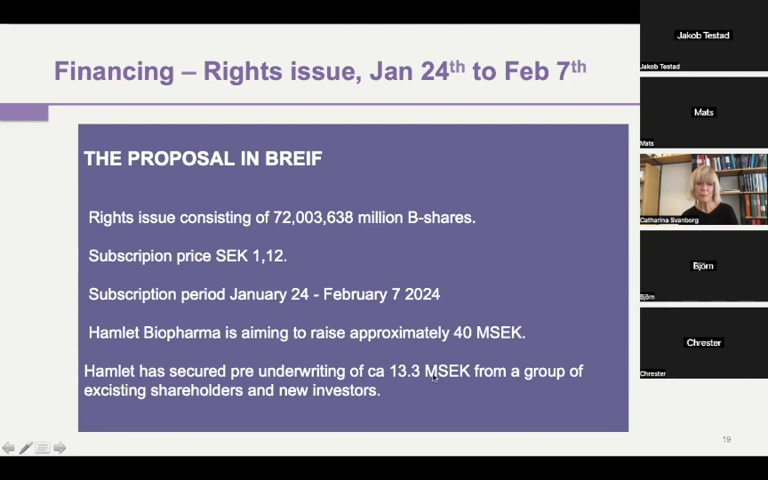 Financing – Rights issue, Jan 24th to Feb 7th
THE PROPOSAL IN BREIF
Rights issue consisting of 72,003,638 million B-shares.
Subscripion price SEK 1,12.
Subscription period January 24 - February 7 2024
Hamlet Biopharma is aiming to raise approximately 40 MSEK.
Hamlet has secured pre underwriting of ca 13.3 MSEK from a group of
excisting shareholders and new investors.
19
Jakob Testad
Jakob Testad
Mats
Mats
Catharina Svanborg
Björn
Björn
Chrester
Chrester